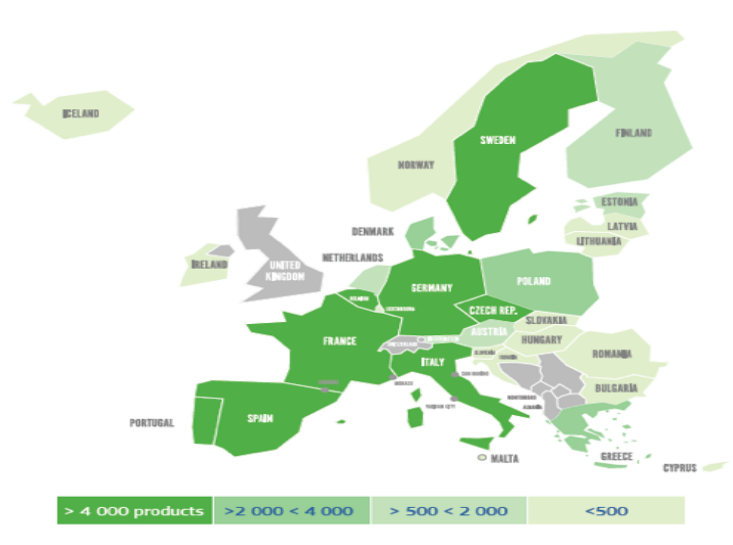 ICELAND
SWEDEN
FINLAND
NORWAY
ESTONIA
LATVIA
LITHUANIA
DENMARK
NETHERLANDS
IRELAND
UNITED
KINGDOM
GERMANY
POLAND
CZECH REP.
SLOVAKIA
AUSTRIA
HUNGARY
FRANCE
ITALY
ROMANIA
BULGARIA
PORTUGAL
SPAIN
MALTA
GREECE
CYPRUS
> 4 000 products
>2 000 < 4 000
> 500 < 2 000
<500